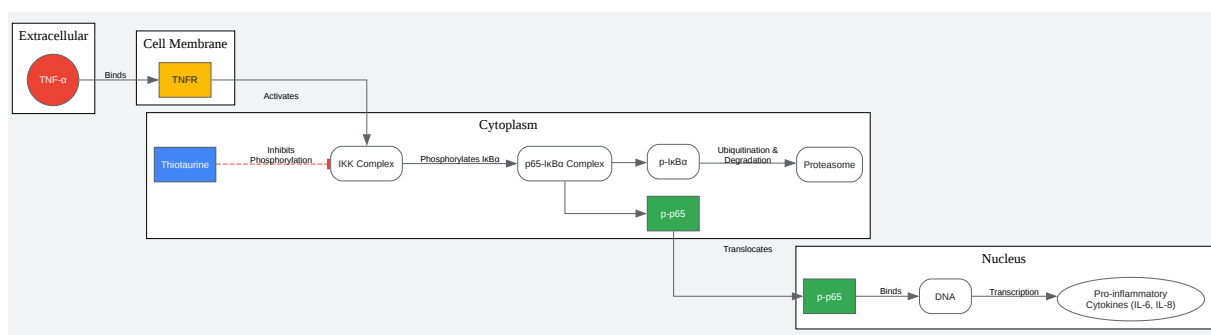 Extracellular
TNF-α
Binds
Cell Membrane
TNFR
Activates
Cytoplasm
Thiotaurine
Inhibits
Phosphorylation
IKK Complex
Phosphorylates IκBα
p65-IκBα Complex
p-IκBα
Ubiquitination &
Degradation
Proteasome
p-p65
Translocates
Nucleus
p-p65
Binds
DNA
Transcription
Pro-inflammatory
Cytokines (IL-6, IL-8)